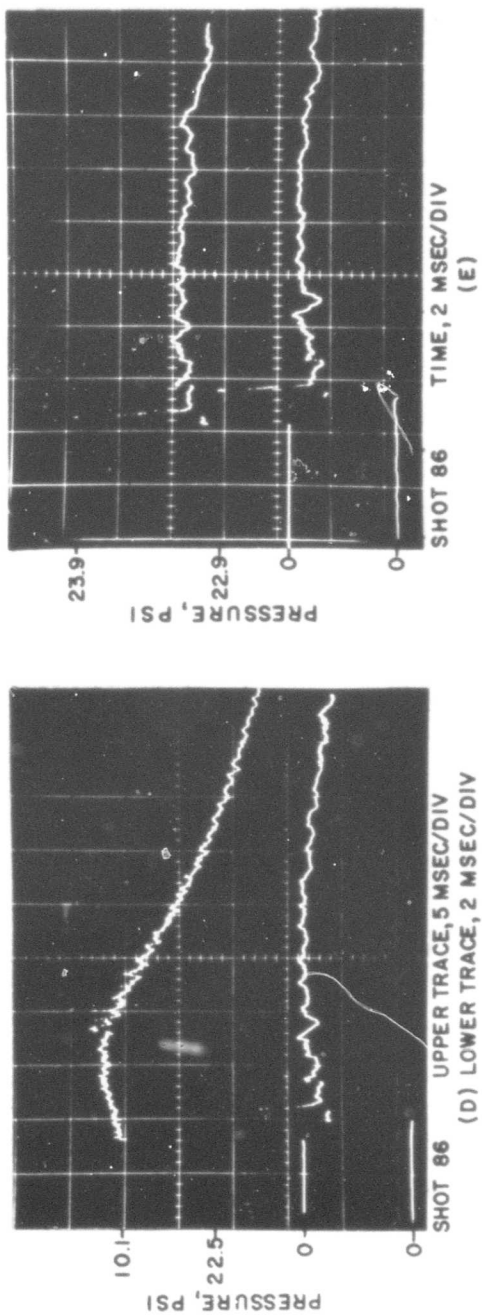 PRESSURE, PSI
10.1
22.5
0
0
SHOT 86 UPPER TRACE, 5 MSEC/DIV
(D) LOWER TRACE, 2 MSEC/DIV
PRESSURE, PSI
23.9
22.9
0
0
SHOT 86 TIME, 2 MSEC/DIV
(E)